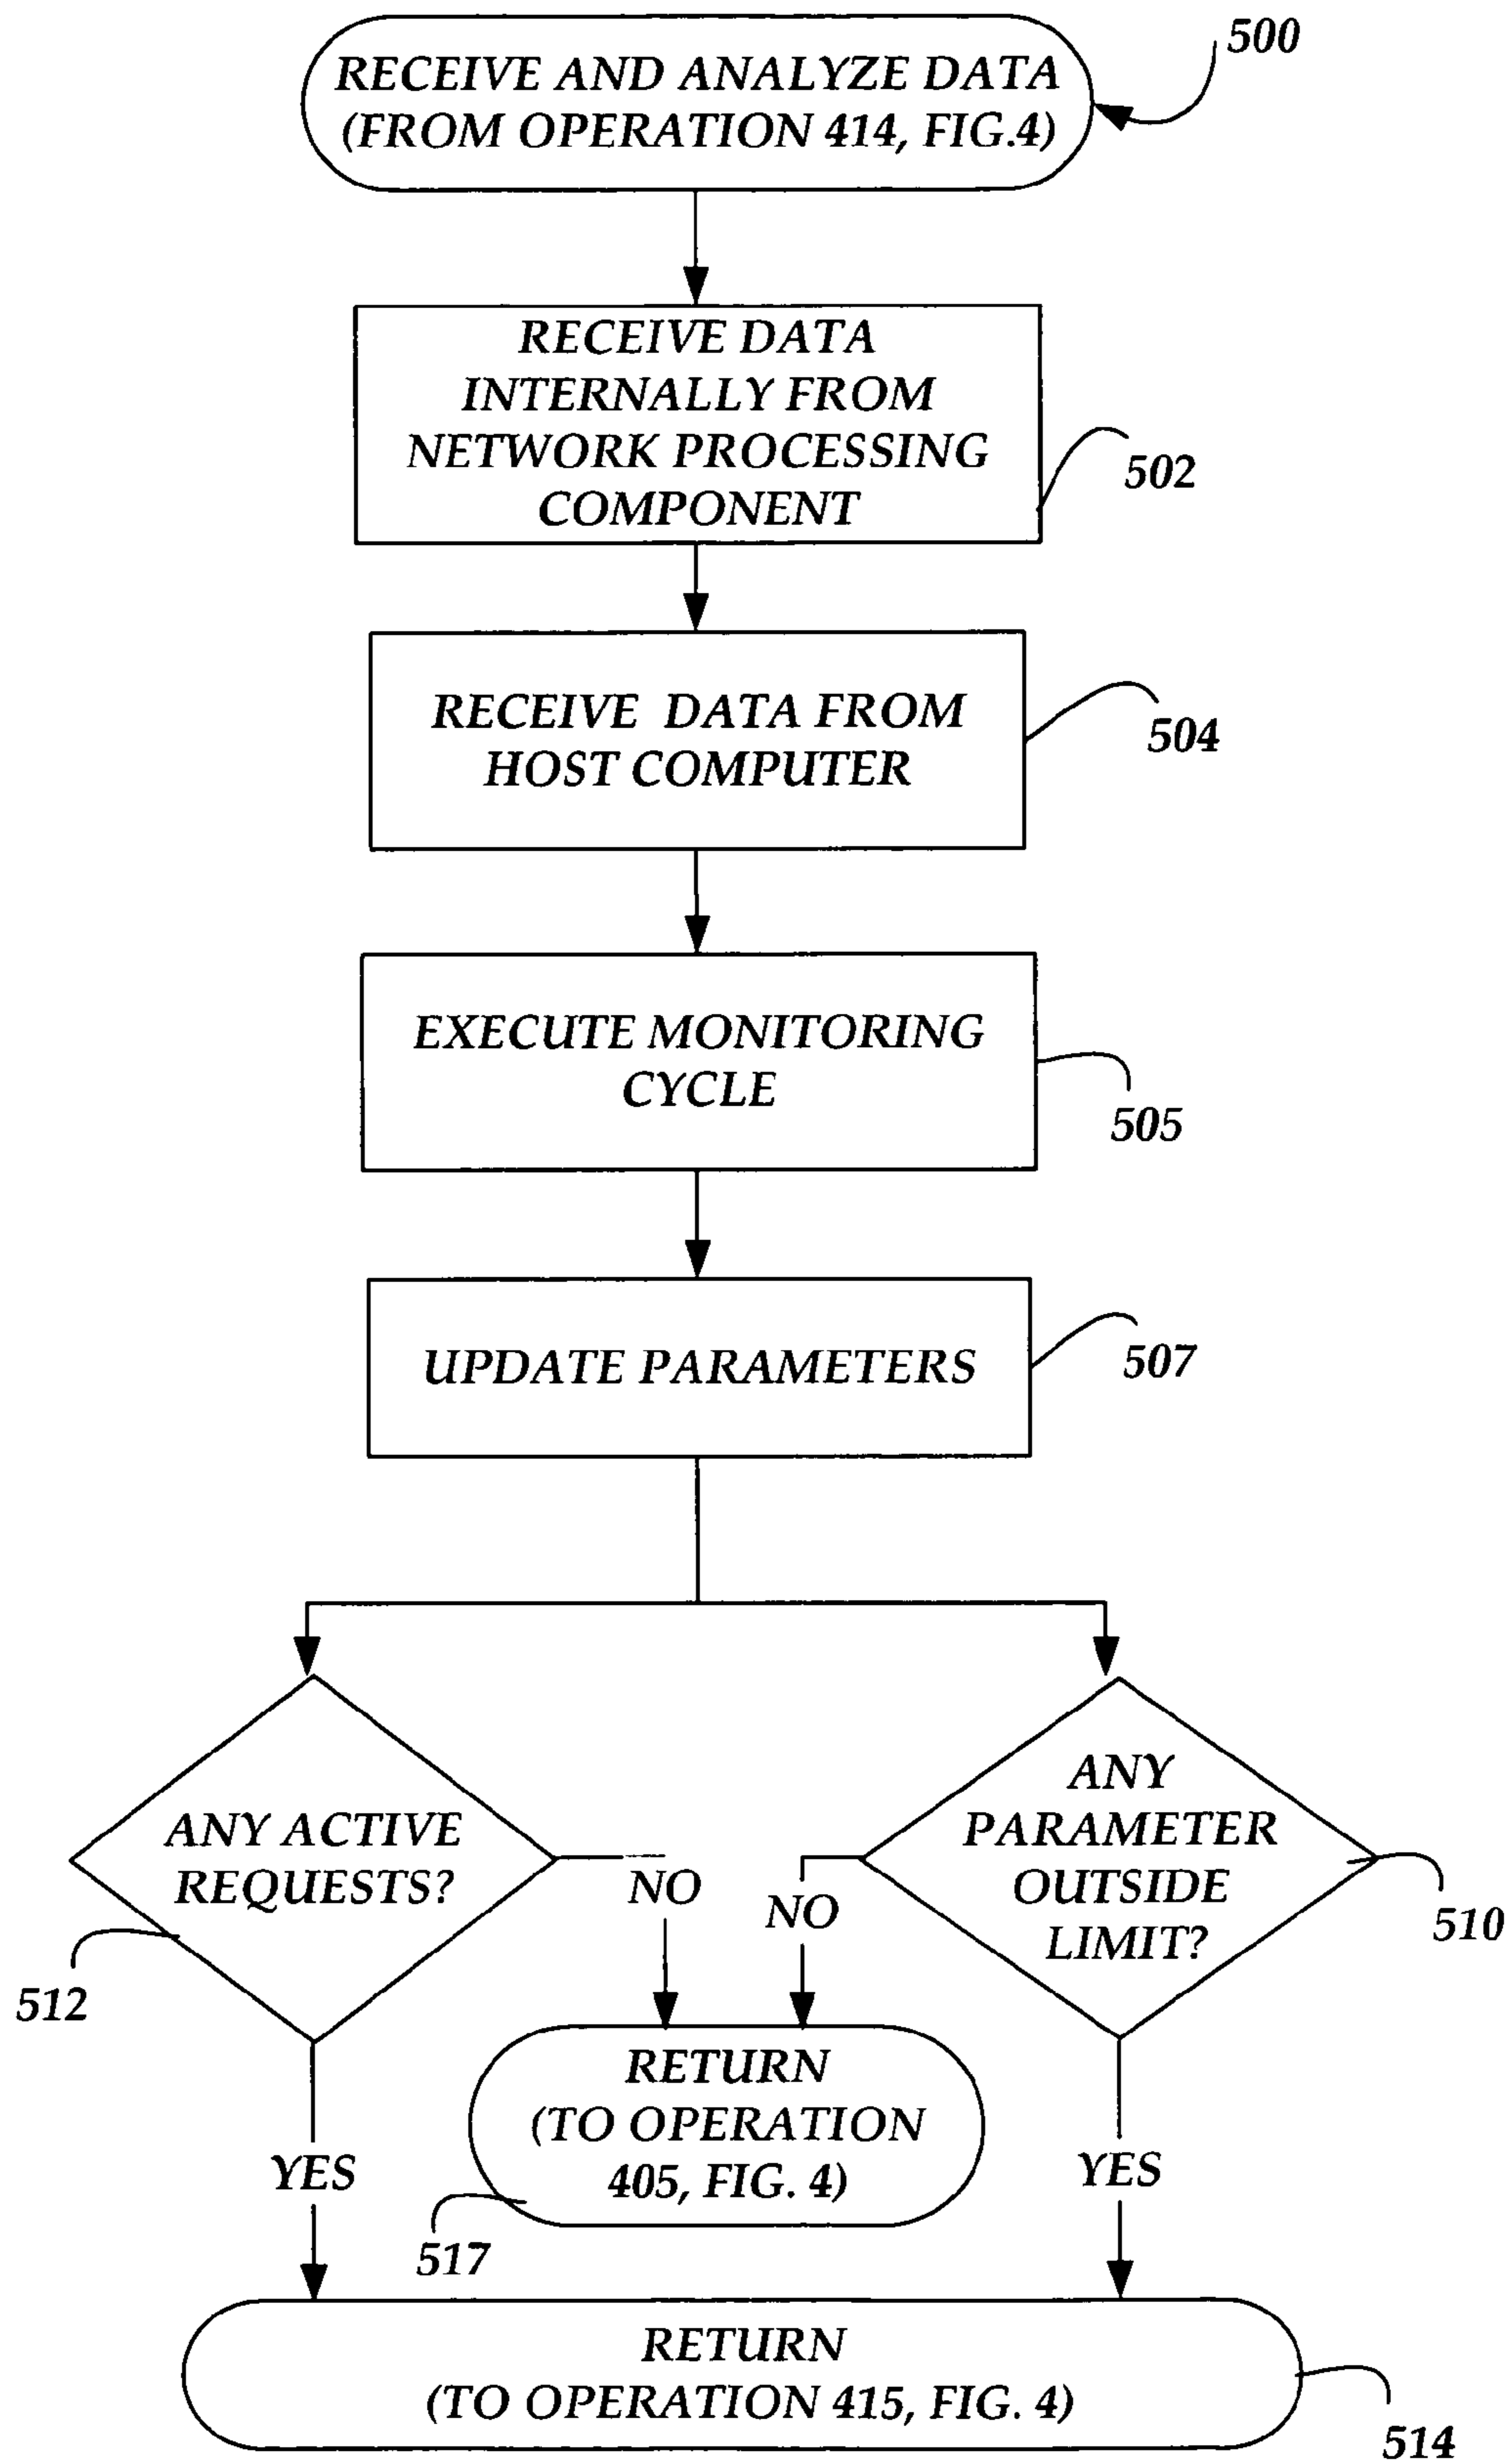 RECEIVE AND ANALYZE DATA
(FROM OPERATION 414, FIG.4)
500
RECEIVE DATA
INTERNALLY FROM
NETWORK PROCESSING
COMPONENT
502
RECEIVE DATA FROM
HOST COMPUTER
504
EXECUTE MONITORING
CYCLE
505
UPDATE PARAMETERS
507
ANY ACTIVE
REQUESTS?
512
NO
NO
ANY
PARAMETER
OUTSIDE
LIMIT?
510
YES
RETURN
(TO OPERATION
405, FIG. 4)
517
YES
RETURN
(TO OPERATION 415, FIG. 4)
514